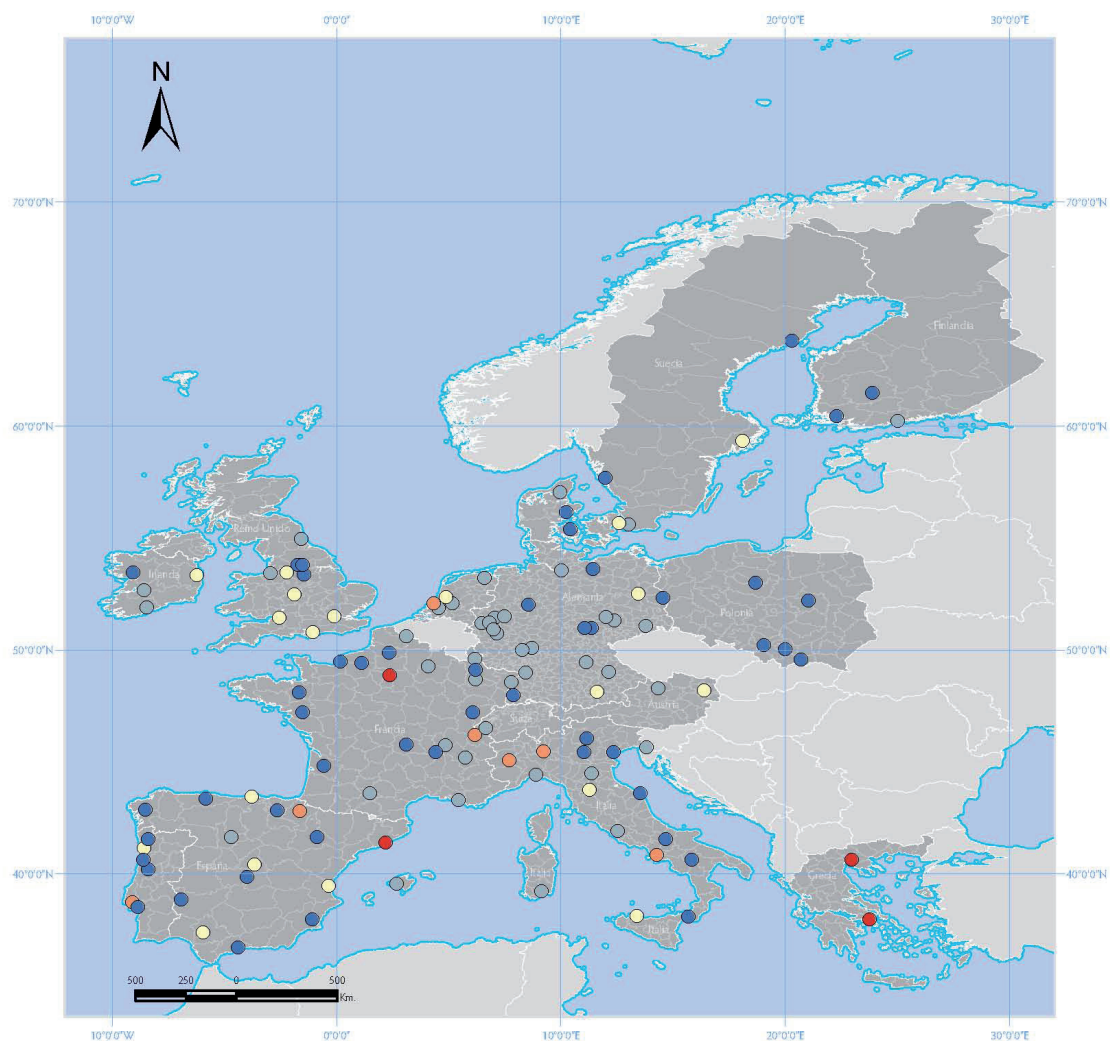 10°0'0"W 0°0'0" 10°0'0"E 20°0'0"E 30°0'0"E
N
70°0'0"N 70°0'0"N
Finlandia
Suecia
60°0'0"N 60°0'0"N
Reino Unido
Irlanda
Alemania
Polonia
50°0'0"N 50°0'0"N
Francia
Suiza
Austria
Italia
España
Italia
40°0'0"N 40°0'0"N
Grecia
Italia
500 250 0 500
Km.
10°0'0"W 0°0'0" 10°0'0"E 20°0'0"E 30°0'0"E